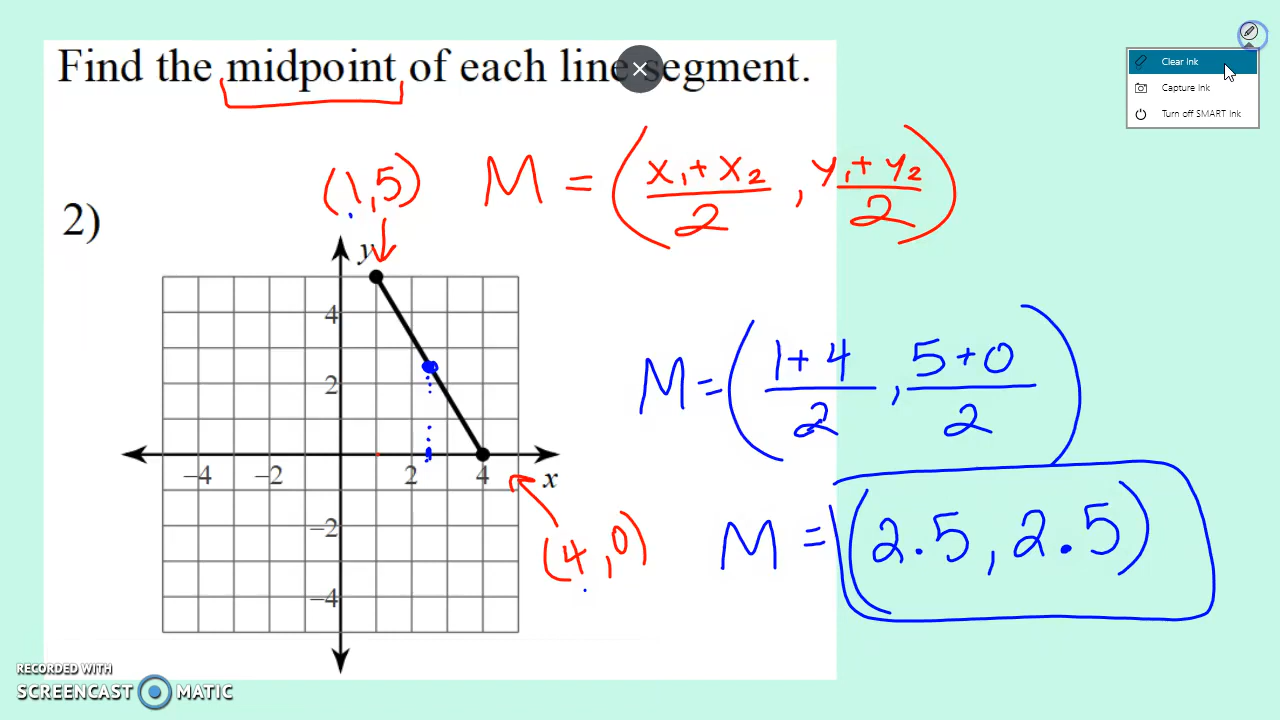 Find the midpoint of each line segment.
Clear Ink
Capture Ink
Turn off SMART Ink
(1,5)
M = (x₁+x₂/2, y₁+y₂/2)
2)
y
4
2
-4 -2 2 4 x
-2
-4
(4,0)
M = (1+4/2, 5+0/2)
M = (2.5, 2.5)
RECORDED WITH
SCREENCAST MATIC